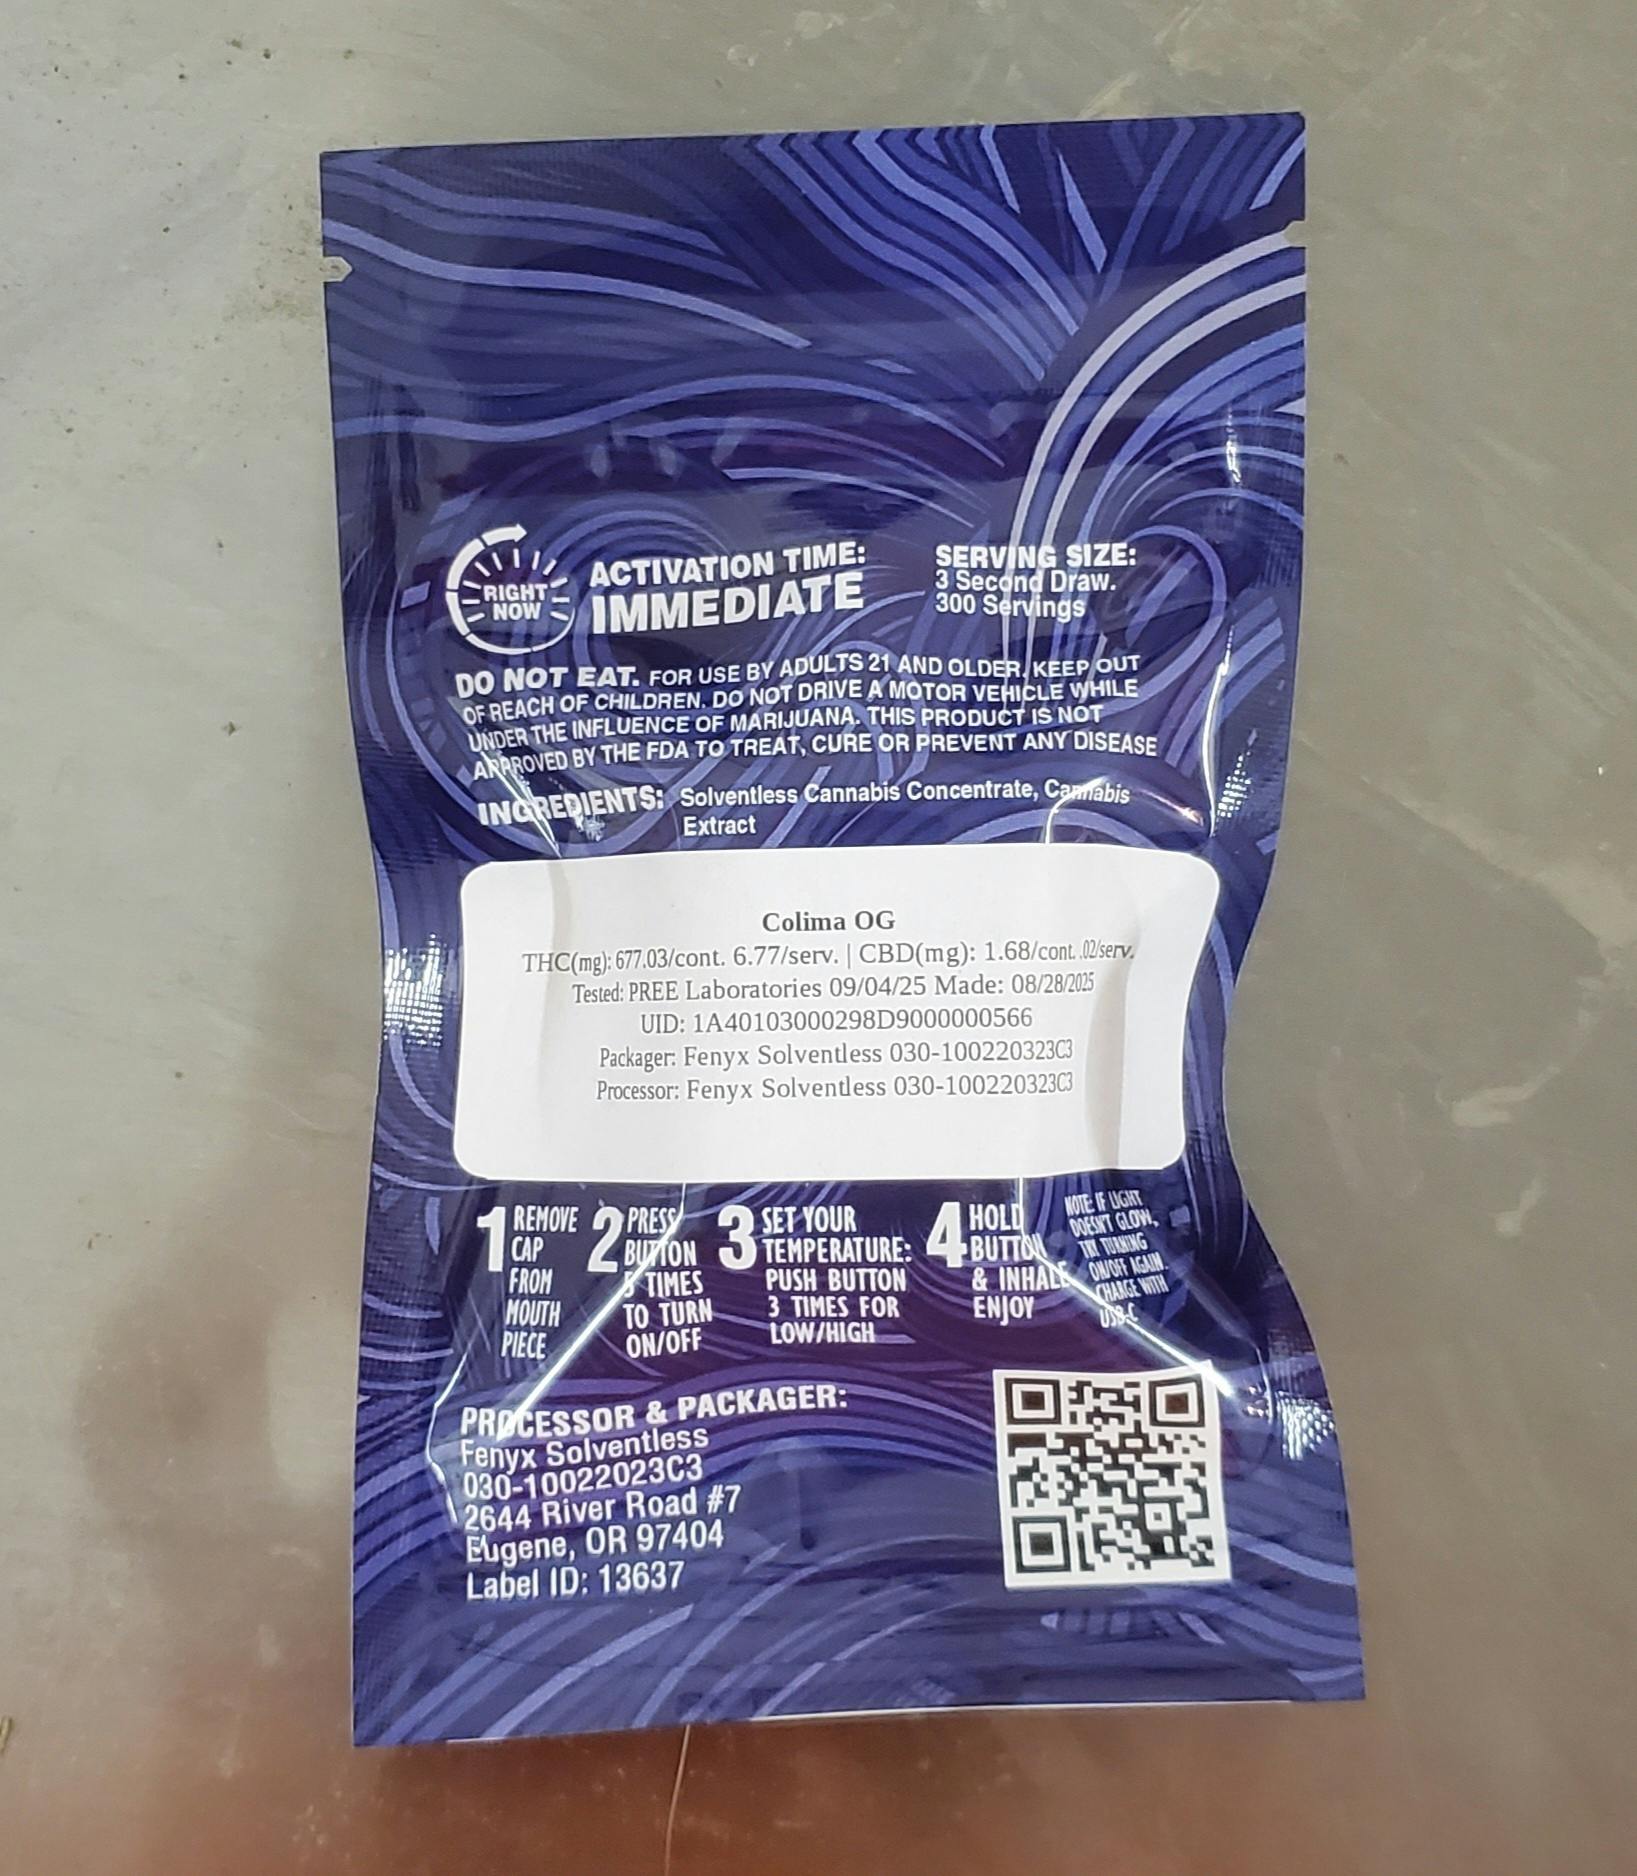 RIGHT
NOW
ACTIVATION TIME:
IMMEDIATE
SERVING SIZE:
3 Second Draw.
300 Servings
DO NOT EAT. FOR USE BY ADULTS 21 AND OLDER. KEEP OUT
OF REACH OF CHILDREN. DO NOT DRIVE A MOTOR VEHICLE WHILE
UNDER THE INFLUENCE OF MARIJUANA. THIS PRODUCT IS NOT
APPROVED BY THE FDA TO TREAT, CURE OR PREVENT ANY DISEASE
INGREDIENTS: Solventless Cannabis Concentrate, Cannabis
Extract
Colima OG
THC(mg): 677.03/cont. 6.77/serv. | CBD(mg): 1.68/cont. .02/serv.
Tested: PREE Laboratories 09/04/25 Made: 08/28/2025
UID: 1A40103000298D9000000566
Packager: Fenyx Solventless 030-100220323C3
Processor: Fenyx Solventless 030-100220323C3
1 REMOVE
CAP
FROM
MOUTH
PIECE
2 PRESS
BUTTON
5 TIMES
TO TURN
ON/OFF
3 SET YOUR
TEMPERATURE:
PUSH BUTTON
3 TIMES FOR
LOW/HIGH
4 HOLD
BUTTON
& INHALE
ENJOY
NOTE: IF LIGHT
DOESN'T GLOW,
TRY TURNING
ON/OFF AGAIN.
CHARGE WITH
USB-C
PROCESSOR & PACKAGER:
Fenyx Solventless
030-10022023C3
2644 River Road #7
Eugene, OR 97404
Label ID: 13637